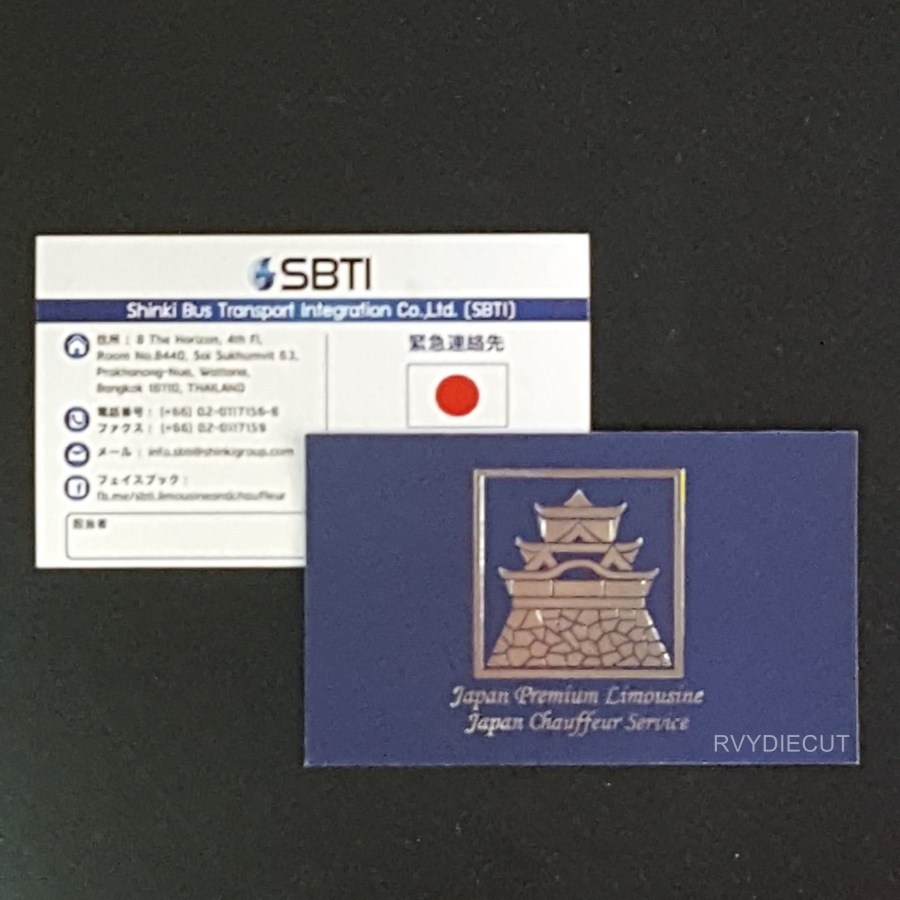 SBTI
Shinki Bus Transport Integration Co.,Ltd. (SBTI)
住所 : 8 The Horizon, 4th Fl,
Room No.B440, Soi Sukhumvit 63,
Prakhanong-Nua, Wattana,
Bangkok 10110, THAILAND
電話番号 : (+66) 02-0117156-8
ファクス : (+66) 02-0117159
メール : info.sbti@shinkigroup.com
フェイスブック :
fb.me/sbti.limousineandchauffeur
担当者
緊急連絡先
Japan Premium Limousine
Japan Chauffeur Service
RVYDIECUT